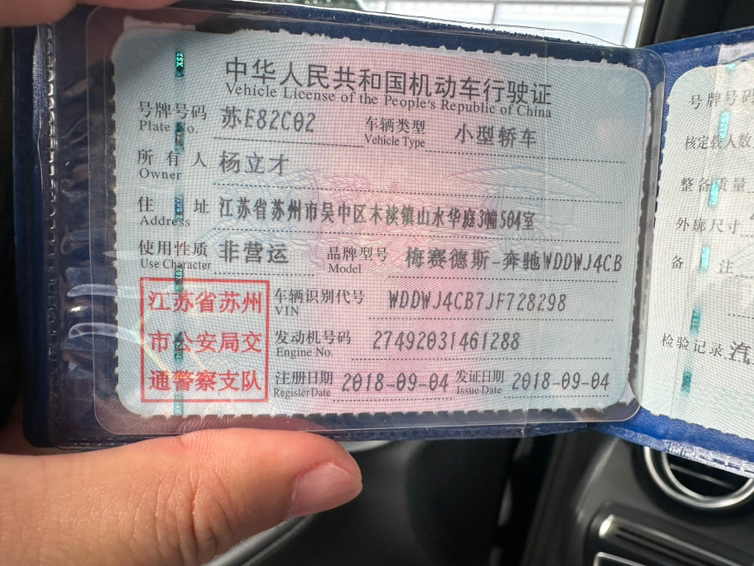 中华人民共和国机动车行驶证
Vehicle License of the People's Republic of China
号牌号码 苏E82C02 车辆类型 小型轿车
Plate No. Vehicle Type
所有人 杨立才
Owner
住址 江苏省苏州市吴中区木渎镇山水华庭3幢504室
Address
使用性质 非营运 品牌型号 梅赛德斯-奔驰WDDWJ4CB
Use Character Model
江苏省苏州
市公安局交
通警察支队
车辆识别代号 WDDWJ4CB7JF728298
VIN
发动机号码 27492031461288
Engine No.
注册日期 2018-09-04 发证日期 2018-09-04
Register Date Issue Date
号牌号码
核定载人数
整备质量
外廓尺寸
备注
检验记录